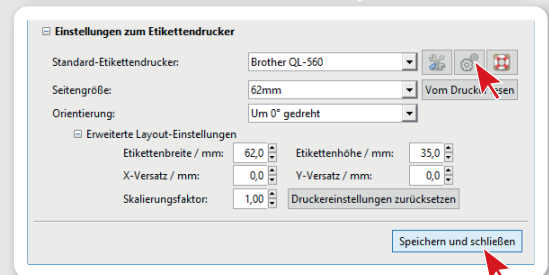 Einstellungen zum Etikettendrucker
Standard-Etikettendrucker: Brother QL-560
Seitengröße: 62mm Vom Drucker lesen
Orientierung: Um 0° gedreht
Erweiterte Layout-Einstellungen
Etikettenbreite / mm: 62,0 Etikettenhöhe / mm: 35,0
X-Versatz / mm: 0,0 Y-Versatz / mm: 0,0
Skalierungsfaktor: 1,00 Druckereinstellungen zurücksetzen
Speichern und schließen